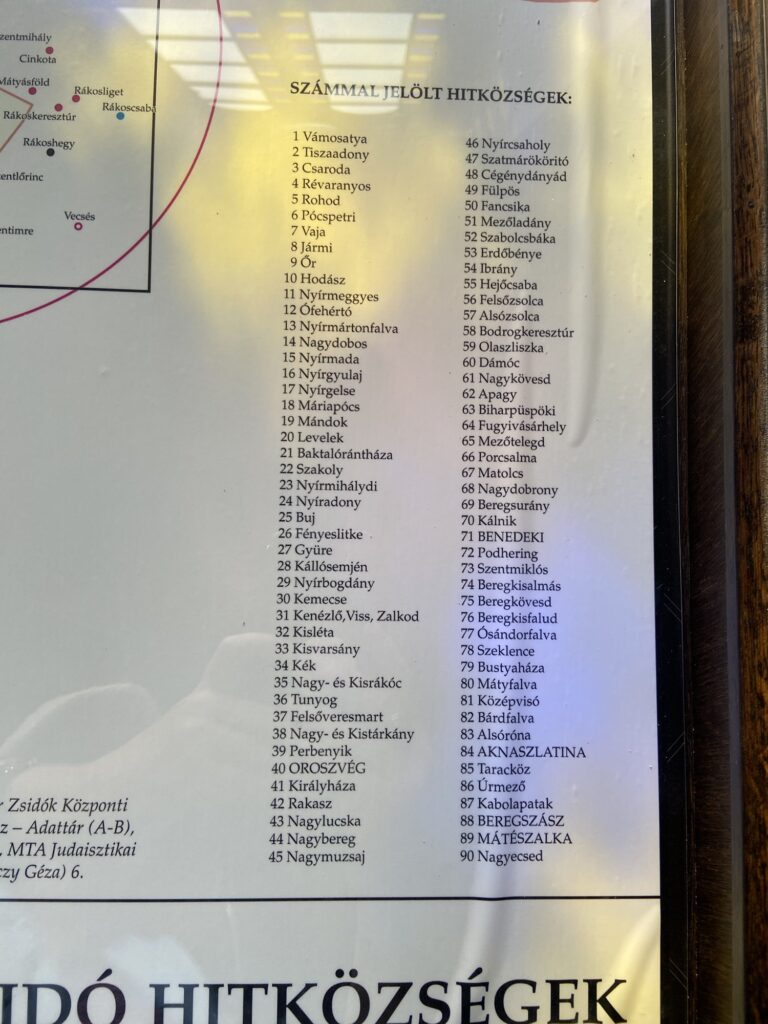 zentmihály
Cinkota
Mátyásföld
Rákosliget
Rákoscsaba
Rákoskeresztúr
Rákoshegy
zentlőrinc
Vecsés
entimre
SZÁMMAL JELÖLT HITKÖZSÉGEK:
1 Vámosatya
2 Tiszaadony
3 Csaroda
4 Révaranyos
5 Rohod
6 Pócspetri
7 Vaja
8 Jármi
9 Őr
10 Hodász
11 Nyírmeggyes
12 Ófehértó
13 Nyírmártonfalva
14 Nagydobos
15 Nyírmada
16 Nyírgyulaj
17 Nyírgelse
18 Máriapócs
19 Mándok
20 Levelek
21 Baktalórántháza
22 Szakoly
23 Nyírmihálydi
24 Nyíradony
25 Buj
26 Fényeslitke
27 Gyüre
28 Kállósemjén
29 Nyírbogdány
30 Kemecse
31 Kenézlő,Viss, Zalkod
32 Kisléta
33 Kisvarsány
34 Kék
35 Nagy- és Kisrákóc
36 Tunyog
37 Felsőveresmart
38 Nagy- és Kistárkány
39 Perbenyik
40 OROSZVÉG
41 Királyháza
42 Rakasz
43 Nagylucska
44 Nagybereg
45 Nagymuzsaj
46 Nyírcsaholy
47 Szatmárököritó
48 Cégénydányád
49 Fülpös
50 Fancsika
51 Mezőladány
52 Szabolcsbáka
53 Erdőbénye
54 Ibrány
55 Hejőcsaba
56 Felsőzsolca
57 Alsózsolca
58 Bodrogkeresztúr
59 Olaszliszka
60 Dámóc
61 Nagykövesd
62 Apagy
63 Biharpüspöki
64 Fugyivásárhely
65 Mezőtelegd
66 Porcsalma
67 Matolcs
68 Nagydobrony
69 Beregsurány
70 Kálnik
71 BENEDEKI
72 Podhering
73 Szentmiklós
74 Beregkisalmás
75 Beregkövesd
76 Beregkisfalud
77 Ósándorfalva
78 Szeklence
79 Bustyaháza
80 Mátyfalva
81 Középvisó
82 Bárdfalva
83 Alsóróna
84 AKNASZLATINA
85 Taracköz
86 Úrmező
87 Kabolapatak
88 BEREGSZÁSZ
89 MÁTÉSZALKA
90 Nagyecsed
r Zsidók Központi
z – Adattár (A-B),
, MTA Judaisztikai
czy Géza) 6.
IDÓ HITKÖZSÉGEK